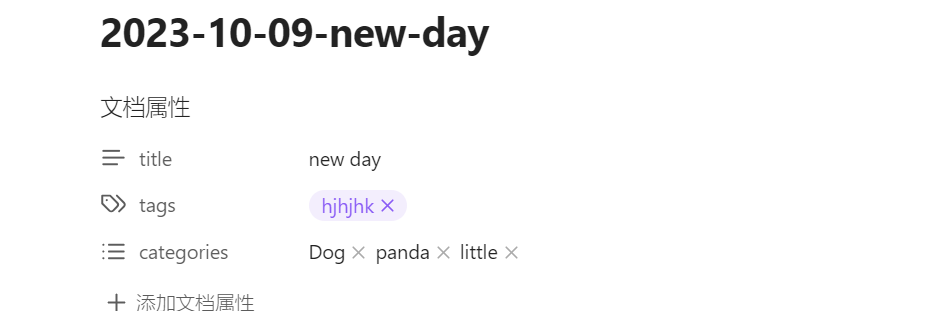 2023-10-09-new-day
文档属性
title new day
tags hjhjhk
categories Dog panda little
添加文档属性